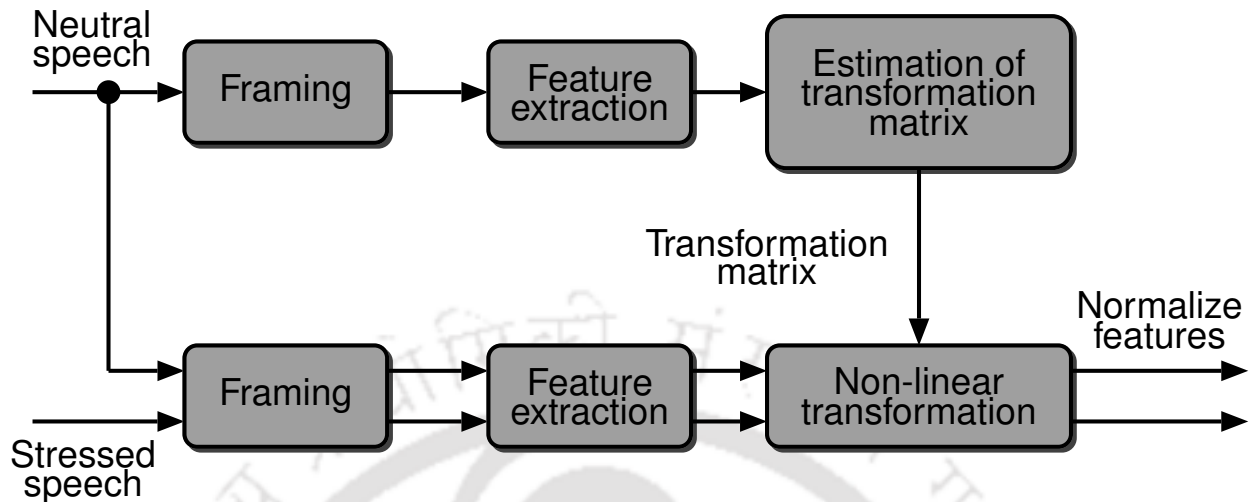 Neutral
speech
Framing
Feature
extraction
Estimation of
transformation
matrix
Transformation
matrix
Normalize
features
Framing
Feature
extraction
Non-linear
transformation
Stressed
speech